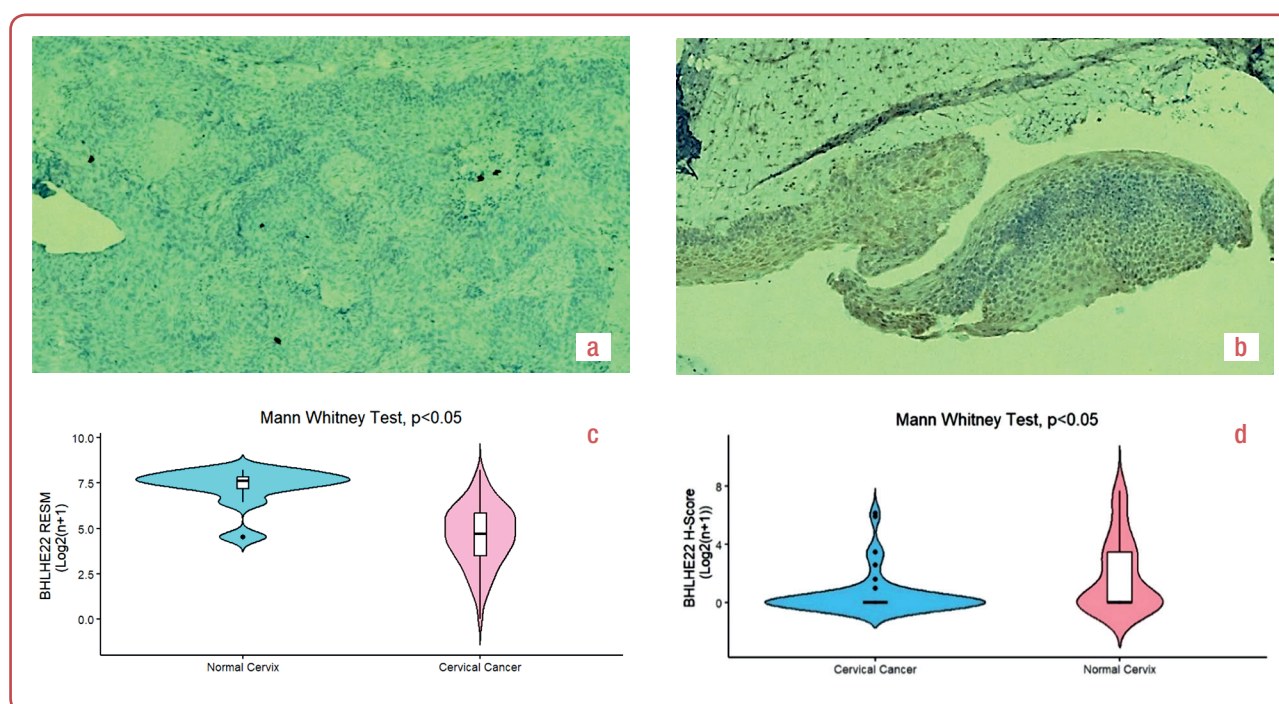 a
b
Mann Whitney Test, p<0.05
c
BHLHE22 RESM
(Log2(n+1))
10.0
7.5
5.0
2.5
0.0
Normal Cervix
Cervical Cancer
Mann Whitney Test, p<0.05
d
BHLHE22 H-Score
(Log2(n+1))
8
4
0
Cervical Cancer
Normal Cervix